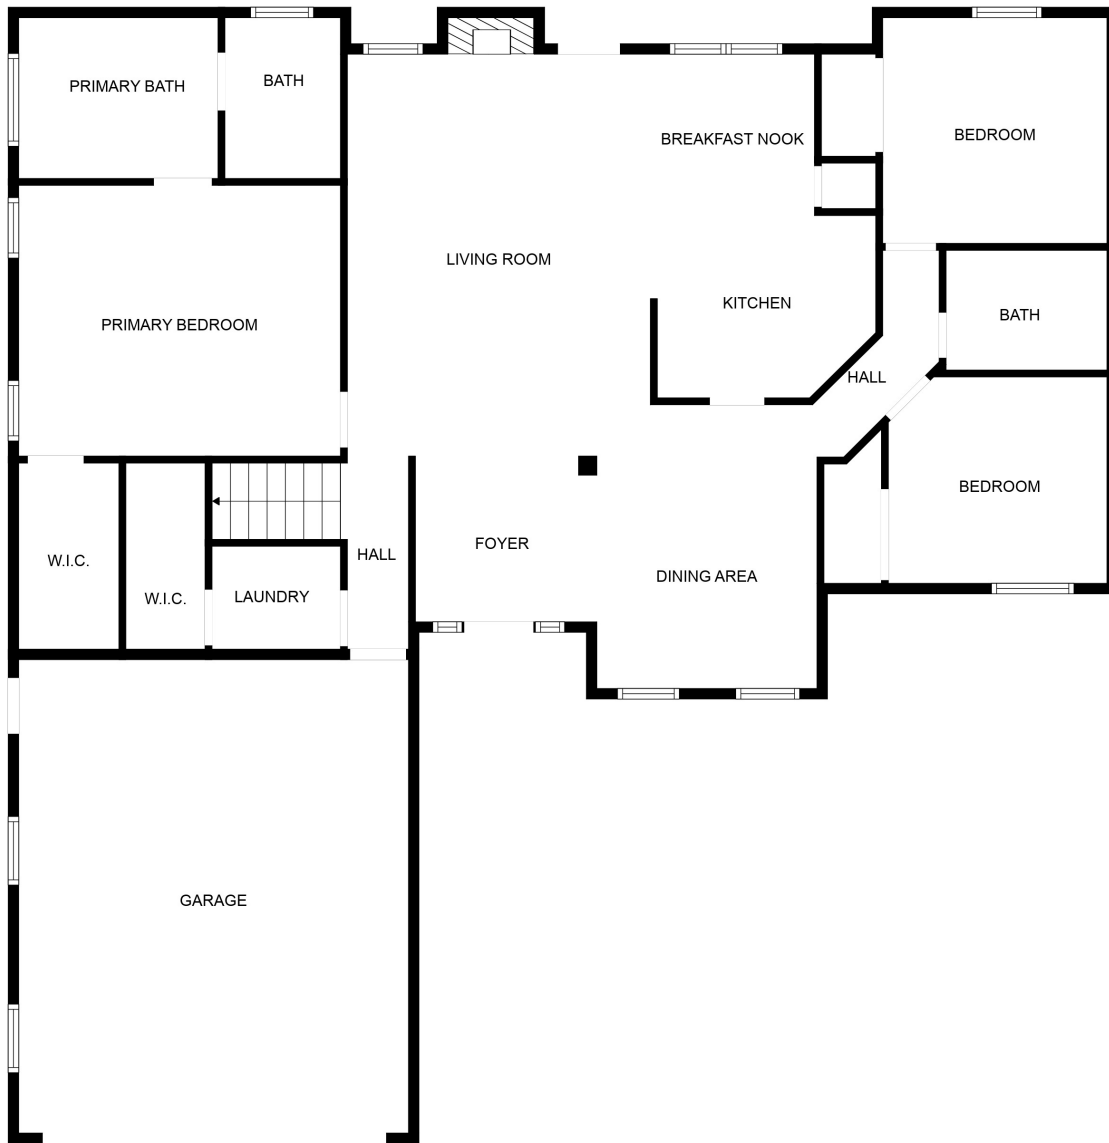 PRIMARY BATH
BATH
BREAKFAST NOOK
BEDROOM
LIVING ROOM
KITCHEN
BATH
PRIMARY BEDROOM
HALL
BEDROOM
W.I.C.
W.I.C.
LAUNDRY
HALL
FOYER
DINING AREA
GARAGE